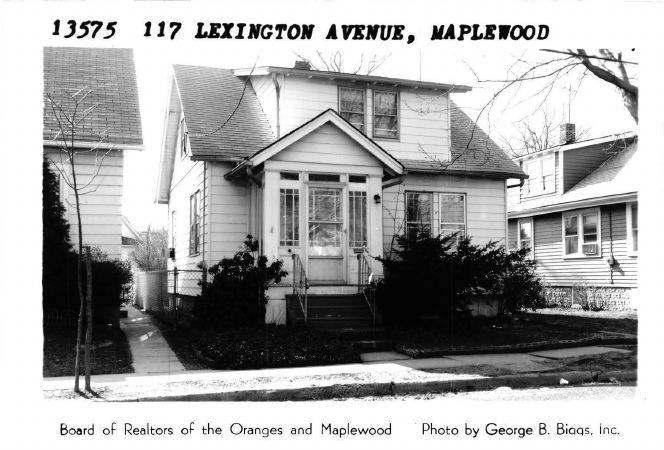 13575 117 LEXINGTON AVENUE, MAPLEWOOD
Board of Realtors of the Oranges and Maplewood Photo by George B. Biggs, Inc.